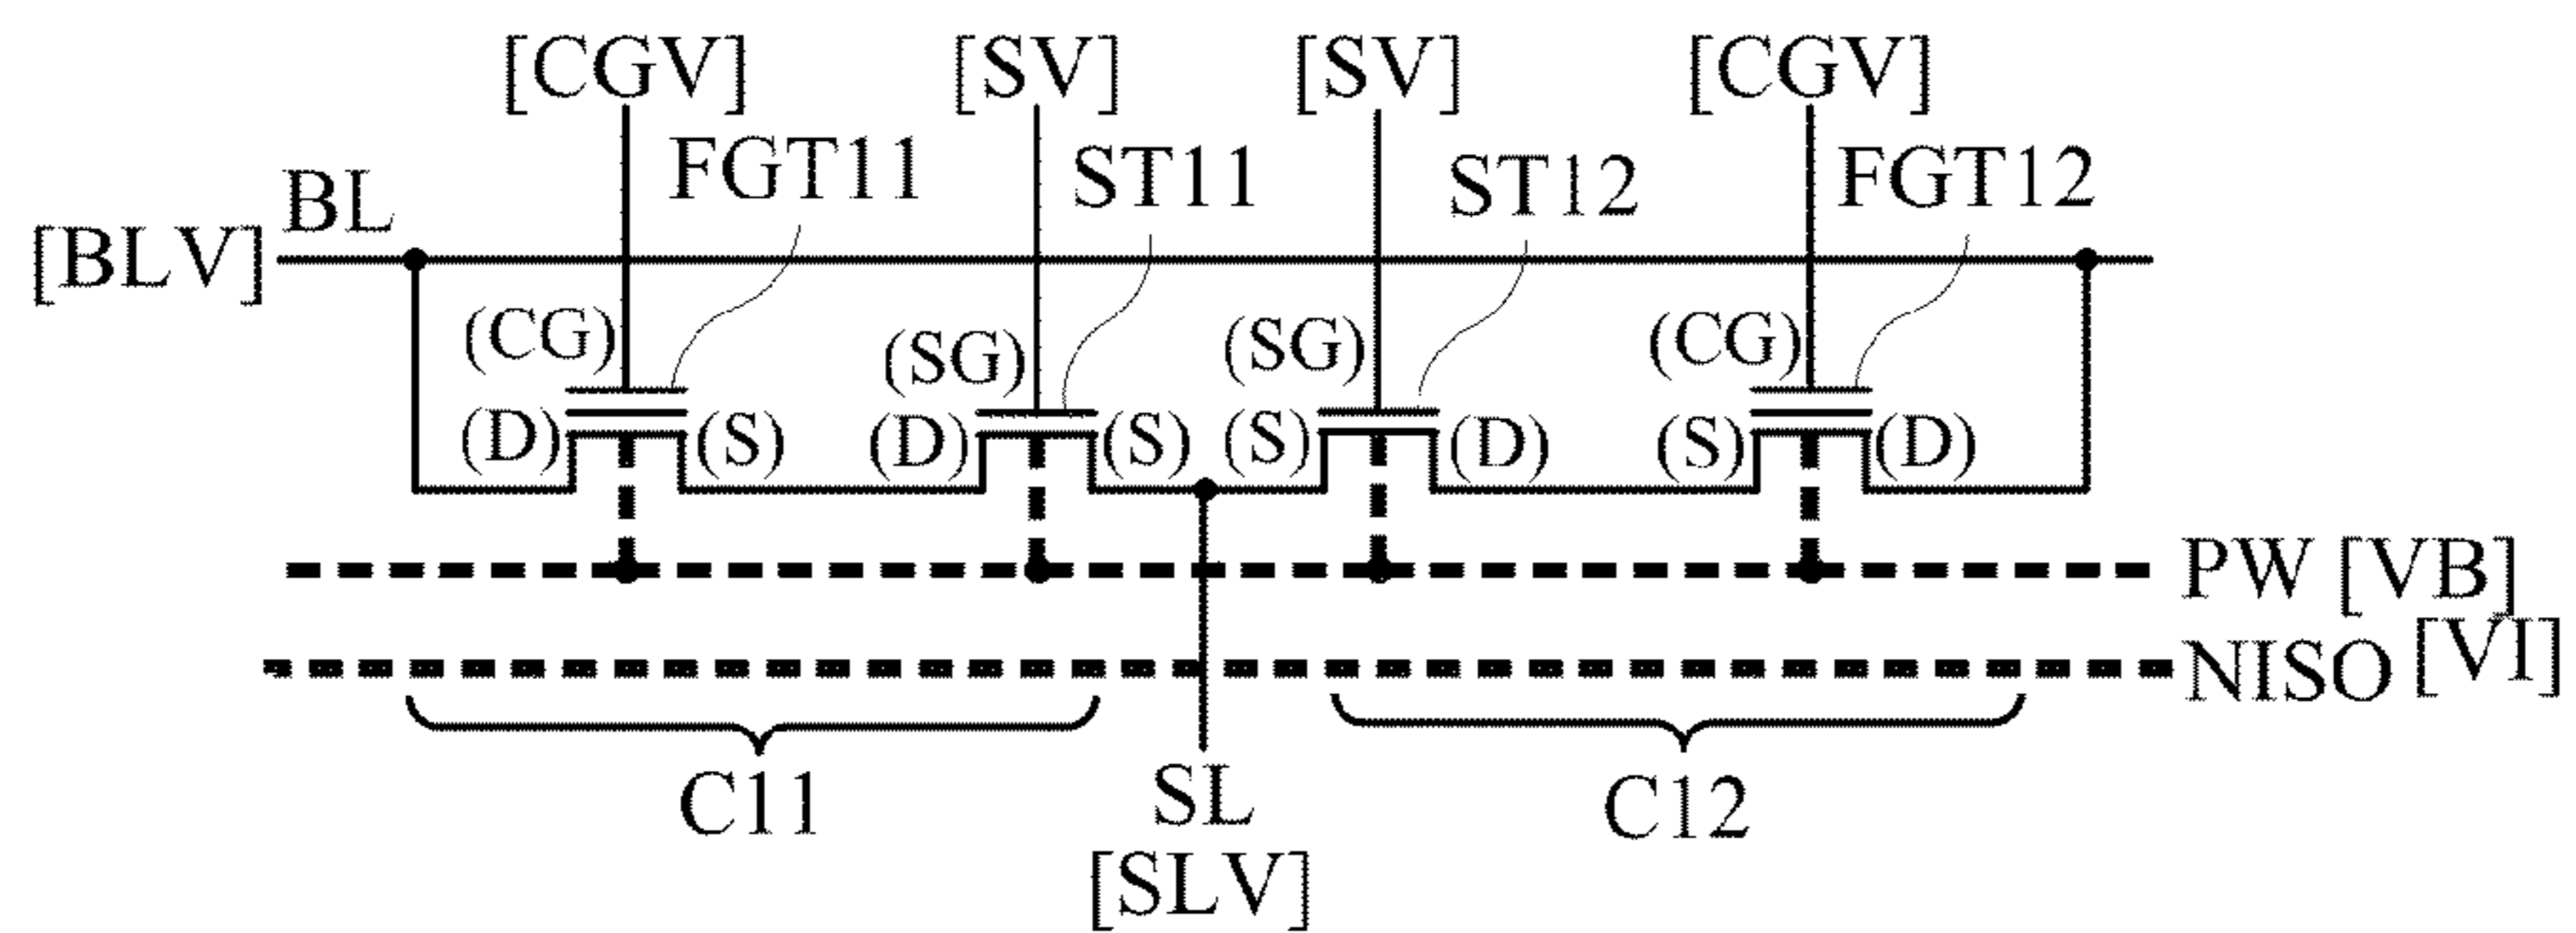 [CGV] [SV] [SV] [CGV]
FGT11 ST11 ST12 FGT12
BL
[BLV]
(CG) (SG) (SG) (CG)
(D) (S) (D) (S) (S) (D) (S) (D)
PW [VB]
NISO [VI]
C11 SL C12
[SLV]